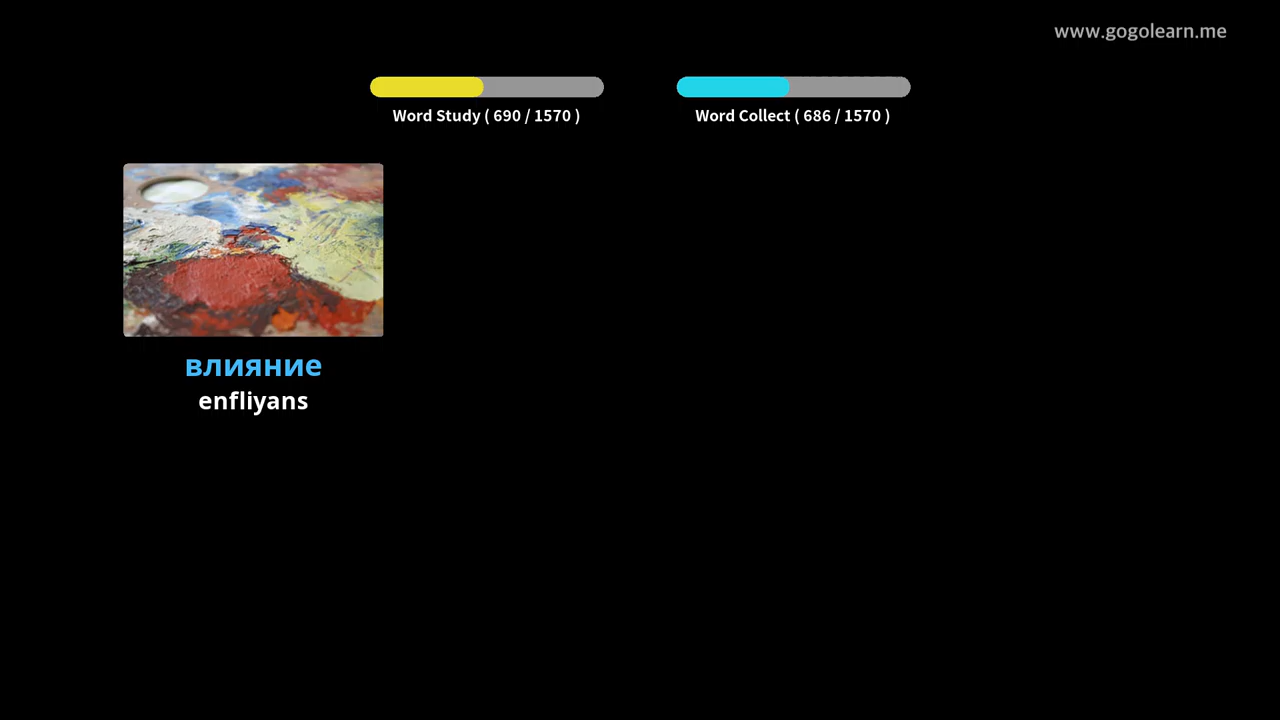 www.gogolearn.me
Word Study ( 690 / 1570 )
Word Collect ( 686 / 1570 )
влияние
enfliyans